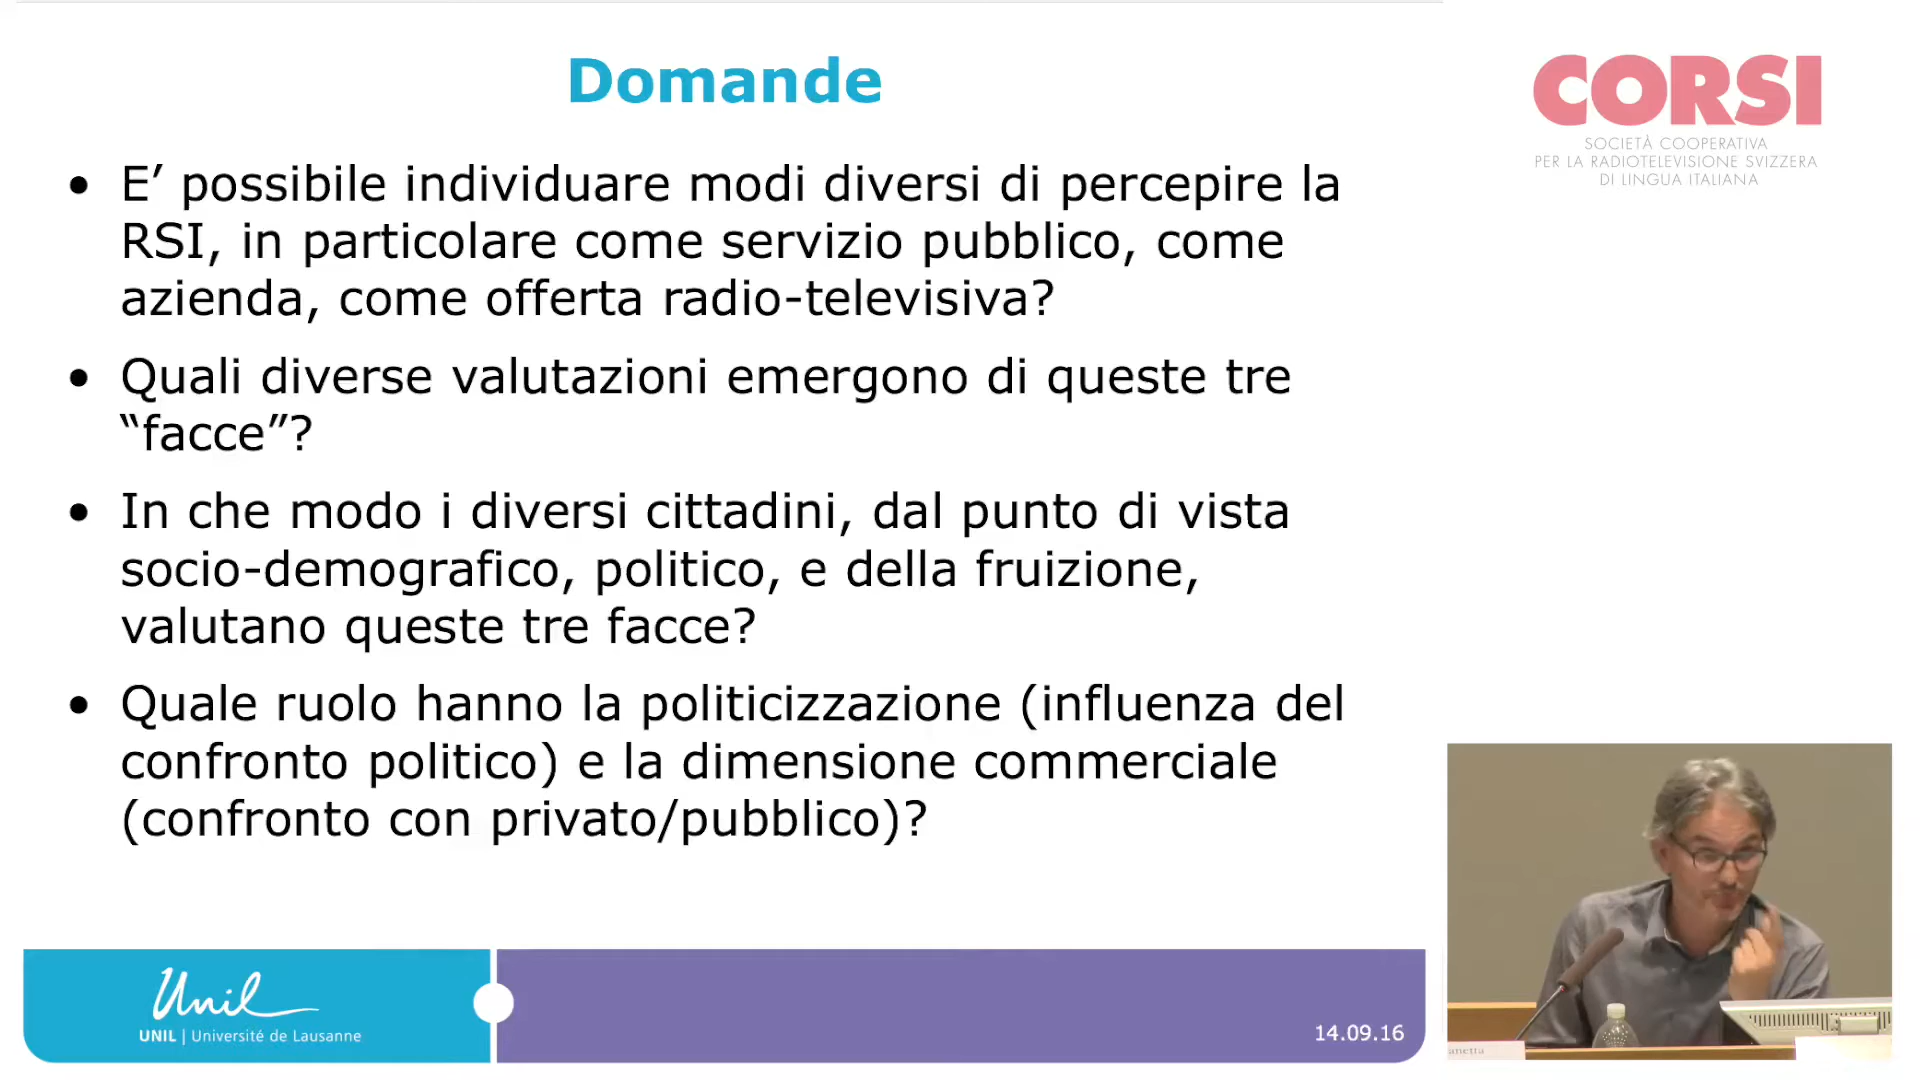 Domande
CORSI
SOCIETÀ COOPERATIVA
PER LA RADIOTELEVISIONE SVIZZERA
DI LINGUA ITALIANA
• E’ possibile individuare modi diversi di percepire la
RSI, in particolare come servizio pubblico, come
azienda, come offerta radio-televisiva?
• Quali diverse valutazioni emergono di queste tre
“facce”?
• In che modo i diversi cittadini, dal punto di vista
socio-demografico, politico, e della fruizione,
valutano queste tre facce?
• Quale ruolo hanno la politicizzazione (influenza del
confronto politico) e la dimensione commerciale
(confronto con privato/pubblico)?
Unil
UNIL | Université de Lausanne
14.09.16